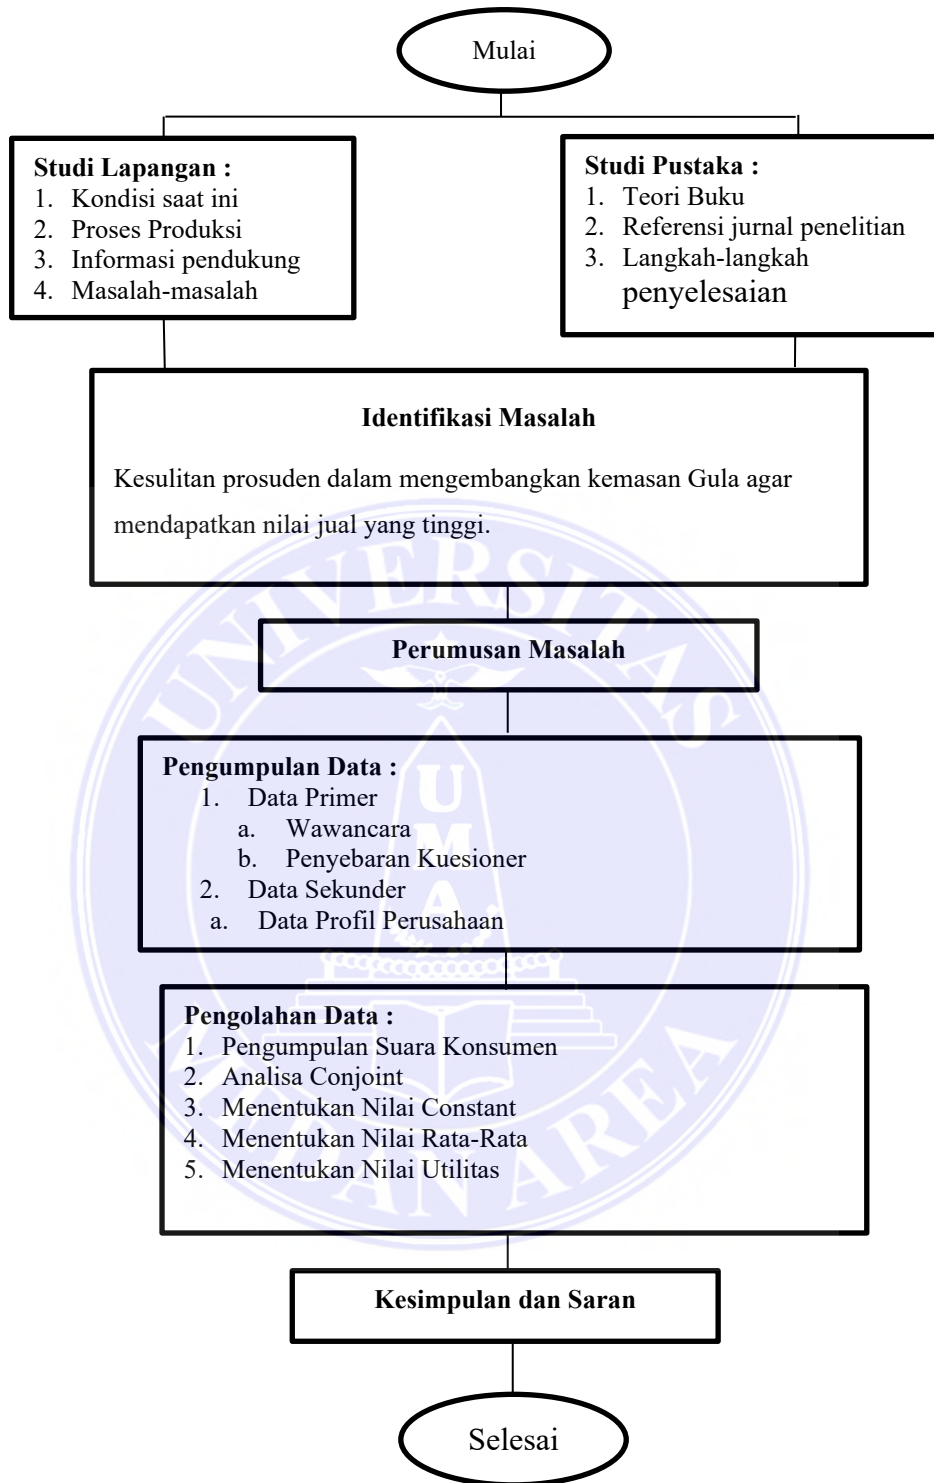 Mulai
Studi Lapangan :
1. Kondisi saat ini
2. Proses Produksi
3. Informasi pendukung
4. Masalah-masalah
Studi Pustaka :
1. Teori Buku
2. Referensi jurnal penelitian
3. Langkah-langkah
penyelesaian
Identifikasi Masalah
Kesulitan prosuden dalam mengembangkan kemasan Gula agar
mendapatkan nilai jual yang tinggi.
Perumusan Masalah
Pengumpulan Data :
1. Data Primer
a. Wawancara
b. Penyebaran Kuesioner
2. Data Sekunder
a. Data Profil Perusahaan
Pengolahan Data :
1. Pengumpulan Suara Konsumen
2. Analisa Conjoint
3. Menentukan Nilai Constant
4. Menentukan Nilai Rata-Rata
5. Menentukan Nilai Utilitas
Kesimpulan dan Saran
Selesai
UNIVERSITAS
UMA
MEDAN AREA